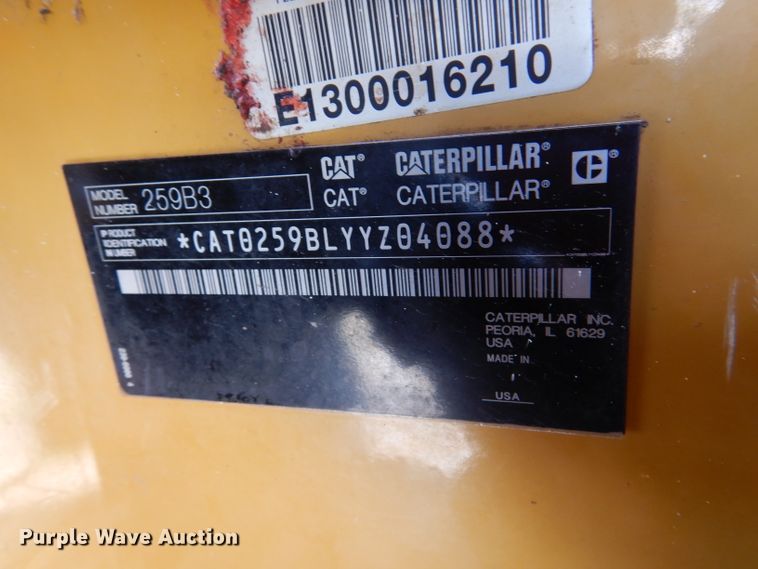 E1300016210
CAT® CATERPILLAR®
CAT® CATERPILLAR®
MODEL NUMBER 259B3
PRODUCT IDENTIFICATION NUMBER *CAT0259BLYYZ04088*
CATERPILLAR INC.
PEORIA, IL 61629
USA
MADE IN
USA
Purple Wave Auction